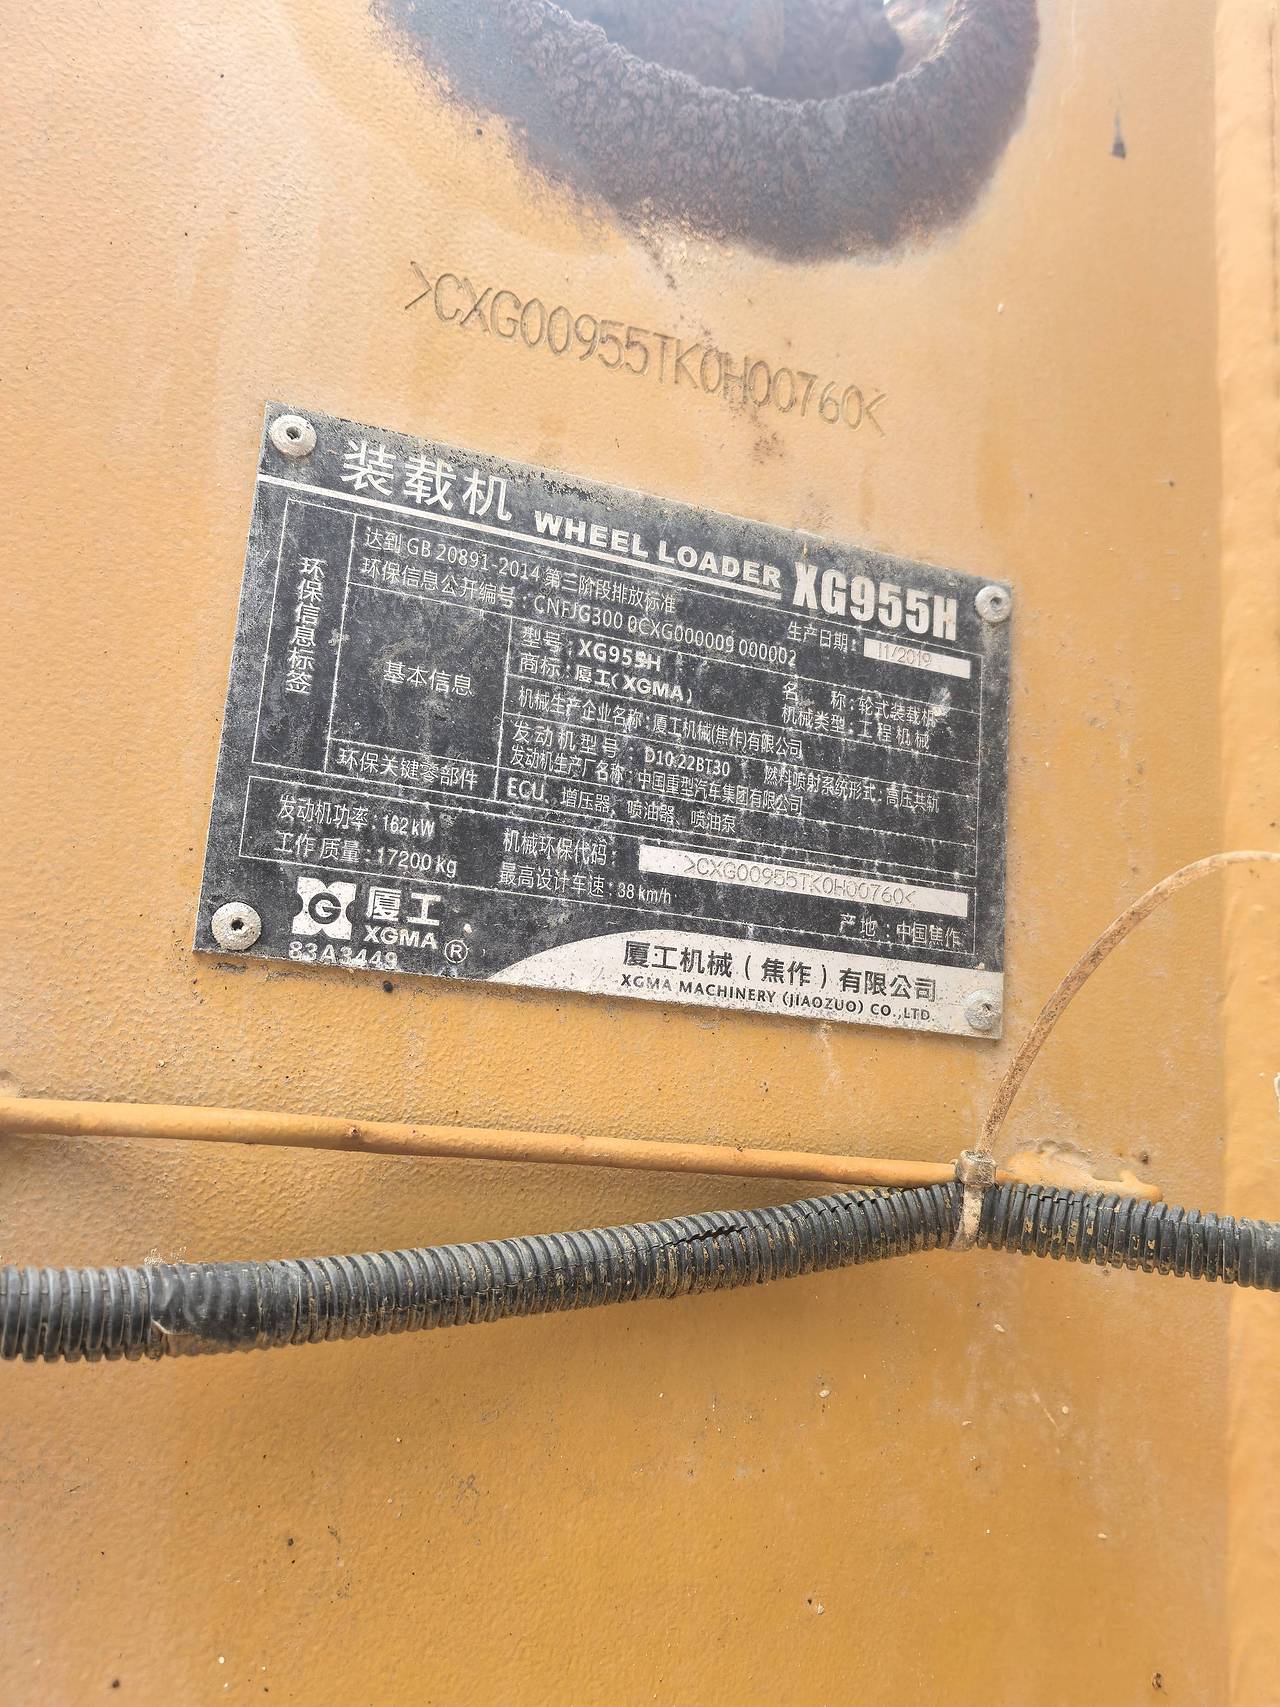 >CXG00955TK0H00760<
装载机 WHEEL LOADER XG955H
环保信息标签
达到 GB 20891-2014 第三阶段排放标准
生产日期: 11/2019
环保信息公开编号: CNFJG300 0CXG000009 000002
基本信息
型号: XG955H
名 称: 轮式装载机
商标: 厦工(XGMA)
机械类型: 工程机械
机械生产企业名称: 厦工机械(焦作)有限公司
发动机型号: D10.22BT30
燃料喷射系统形式: 高压共轨
发动机生产厂名称: 中国重型汽车集团有限公司
环保关键零部件
ECU、增压器、喷油器、喷油泵
发动机功率: 162kW
机械环保代码: >CXG00955TK0H00760<
工作质量: 17200kg
最高设计车速: 38 km/h
产地: 中国焦作
厦工
XGMA ®
83A3449
厦工机械(焦作)有限公司
XGMA MACHINERY (JIAOZUO) CO.,LTD.